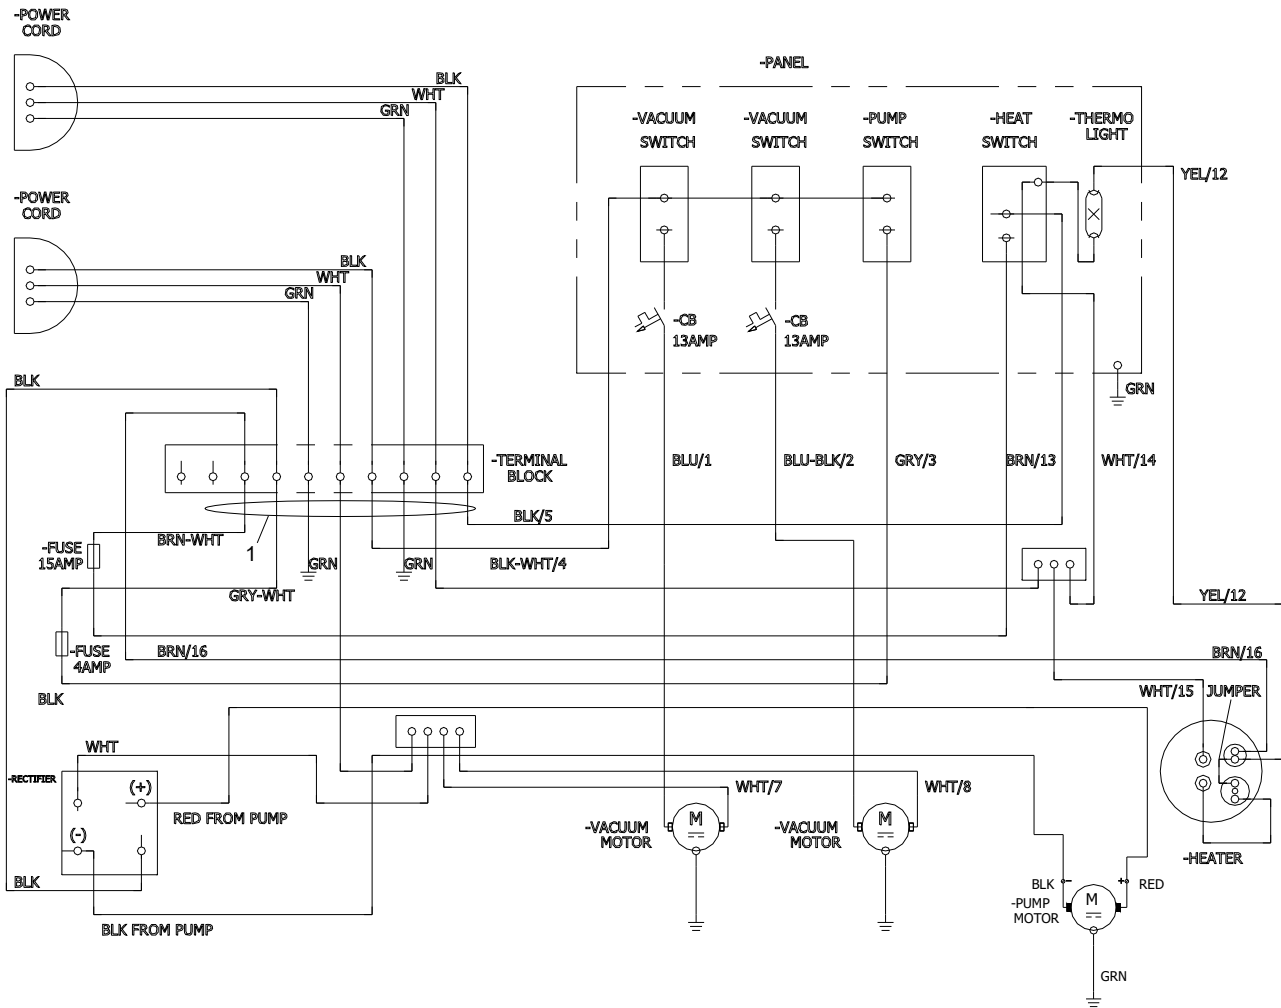 -POWER
CORD
BLK
WHT
GRN
-POWER
CORD
BLK
WHT
GRN
-PANEL
-VACUUM
SWITCH
-VACUUM
SWITCH
-PUMP
SWITCH
-HEAT
SWITCH
-THERMO
LIGHT
YEL/12
-CB
13AMP
-CB
13AMP
GRN
BLK
-TERMINAL
BLOCK
BLU/1
BLU-BLK/2
GRY/3
BRN/13
WHT/14
BLK/5
1
BRN-WHT
-FUSE
15AMP
GRN
GRN
BLK-WHT/4
GRY-WHT
YEL/12
-FUSE
4AMP
BRN/16
BRN/16
BLK
WHT/15
JUMPER
WHT
-RECTIFIER
(+)
(-)
RED FROM PUMP
BLK
BLK FROM PUMP
WHT/7
WHT/8
-VACUUM
MOTOR
M
-VACUUM
MOTOR
M
-HEATER
BLK
-
+
RED
-PUMP
MOTOR
M
GRN